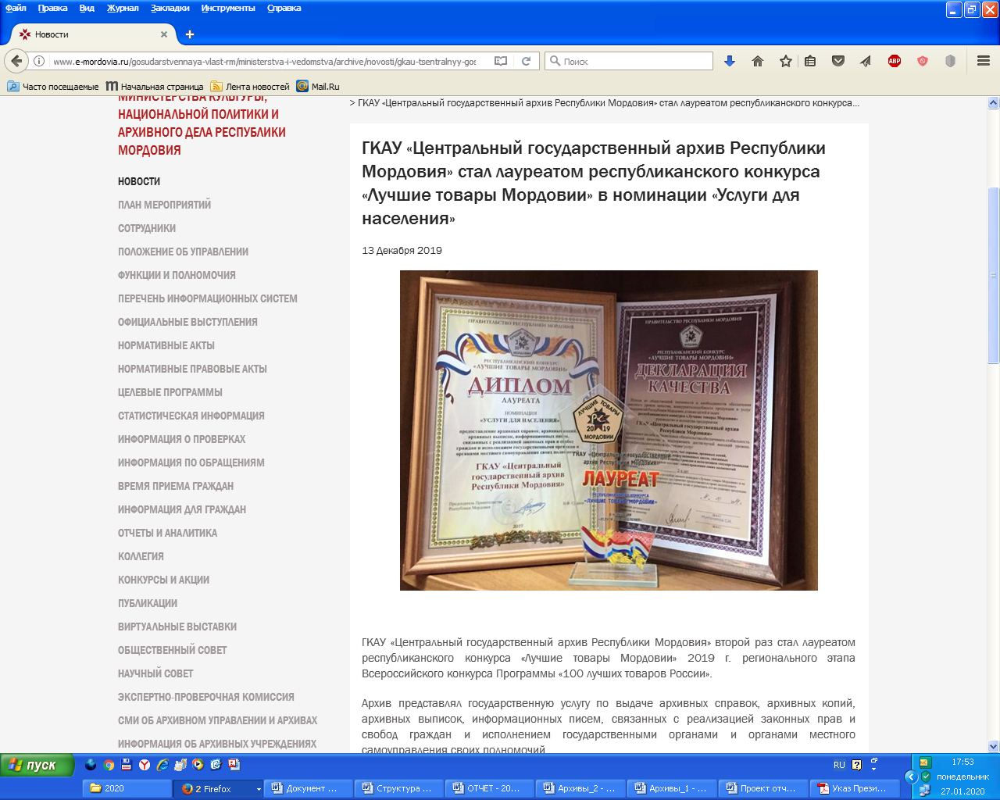 Файл Правка Вид Журнал Закладки Инструменты Справка
Новости
www.e-mordovia.ru/gosudarstvennaya-vlast-rm/ministerstva-i-vedomstva/archive/novosti/gkau-tsentralnyy-gos
Поиск
ABP
Часто посещаемые Начальная страница Лента новостей Mail.Ru
МИНИСТЕРСТВА КУЛЬТУРЫ,
НАЦИОНАЛЬНОЙ ПОЛИТИКИ И
АРХИВНОГО ДЕЛА РЕСПУБЛИКИ
МОРДОВИЯ
НОВОСТИ
ПЛАН МЕРОПРИЯТИЙ
СОТРУДНИКИ
ПОЛОЖЕНИЕ ОБ УПРАВЛЕНИИ
ФУНКЦИИ И ПОЛНОМОЧИЯ
ПЕРЕЧЕНЬ ИНФОРМАЦИОННЫХ СИСТЕМ
ОФИЦИАЛЬНЫЕ ВЫСТУПЛЕНИЯ
НОРМАТИВНЫЕ АКТЫ
НОРМАТИВНЫЕ ПРАВОВЫЕ АКТЫ
ЦЕЛЕВЫЕ ПРОГРАММЫ
СТАТИСТИЧЕСКАЯ ИНФОРМАЦИЯ
ИНФОРМАЦИЯ О ПРОВЕРКАХ
ИНФОРМАЦИЯ ПО ОБРАЩЕНИЯМ
ВРЕМЯ ПРИЕМА ГРАЖДАН
ИНФОРМАЦИЯ ДЛЯ ГРАЖДАН
ОТЧЕТЫ И АНАЛИТИКА
КОЛЛЕГИЯ
КОНКУРСЫ И АКЦИИ
ПУБЛИКАЦИИ
ВИРТУАЛЬНЫЕ ВЫСТАВКИ
ОБЩЕСТВЕННЫЙ СОВЕТ
НАУЧНЫЙ СОВЕТ
ЭКСПЕРТНО-ПРОВЕРОЧНАЯ КОМИССИЯ
СМИ ОБ АРХИВНОМ УПРАВЛЕНИИ И АРХИВАХ
ИНФОРМАЦИЯ ОБ АРХИВНЫХ УЧРЕЖДЕНИЯХ
> ГКАУ «Центральный государственный архив Республики Мордовия» стал лауреатом республиканского конкурса...
ГКАУ «Центральный государственный архив Республики
Мордовия» стал лауреатом республиканского конкурса
«Лучшие товары Мордовии» в номинации «Услуги для
населения»
13 Декабря 2019
ПРАВИТЕЛЬСТВО РЕСПУБЛИКИ МОРДОВИЯ
РЕСПУБЛИКАНСКИЙ КОНКУРС
«ЛУЧШИЕ ТОВАРЫ МОРДОВИИ»
ДИПЛОМ
ЛАУРЕАТА
НОМИНАЦИЯ
«УСЛУГИ ДЛЯ НАСЕЛЕНИЯ»
предоставление архивных справок, архивных копий,
архивных выписок, информационных писем,
связанных с реализацией законных прав и свобод
граждан и исполнением государственными органами и
органами местного самоуправления своих полномочий
ГКАУ «Центральный
государственный архив
Республики Мордовия»
Председатель Правительства
Республики Мордовия
2019
ПРАВИТЕЛЬСТВО РЕСПУБЛИКИ МОРДОВИЯ
РЕСПУБЛИКАНСКИЙ КОНКУРС
«ЛУЧШИЕ ТОВАРЫ МОРДОВИИ»
ДЕКЛАРАЦИЯ
КАЧЕСТВА
ГКАУ «Центральный государственный архив
Республики Мордовия»
ЛУЧШИЕ ТОВАРЫ
РС
20 19
МОРДОВИИ
ГКАУ «Центральный государственный
архив Республики Мордовия»
ЛАУРЕАТ
РЕСПУБЛИКАНСКОГО КОНКУРСА
«ЛУЧШИЕ ТОВАРЫ МОРДОВИИ»
ГКАУ «Центральный государственный архив Республики Мордовия» второй раз стал лауреатом
республиканского конкурса «Лучшие товары Мордовии» 2019 г. регионального этапа
Всероссийского конкурса Программы «100 лучших товаров России».
Архив представлял государственную услугу по выдаче архивных справок, архивных копий,
архивных выписок, информационных писем, связанных с реализацией законных прав и
свобод граждан и исполнением государственными органами и органами местного
самоуправления своих полномочий
пуск
RU
17:53
понедельник
27.01.2020
2020
2 Firefox
Документ ...
Структура ...
ОТЧЕТ - 20...
Архивы_2 - ...
Архивы_1 - ...
Проект отч...
Указ Прези...